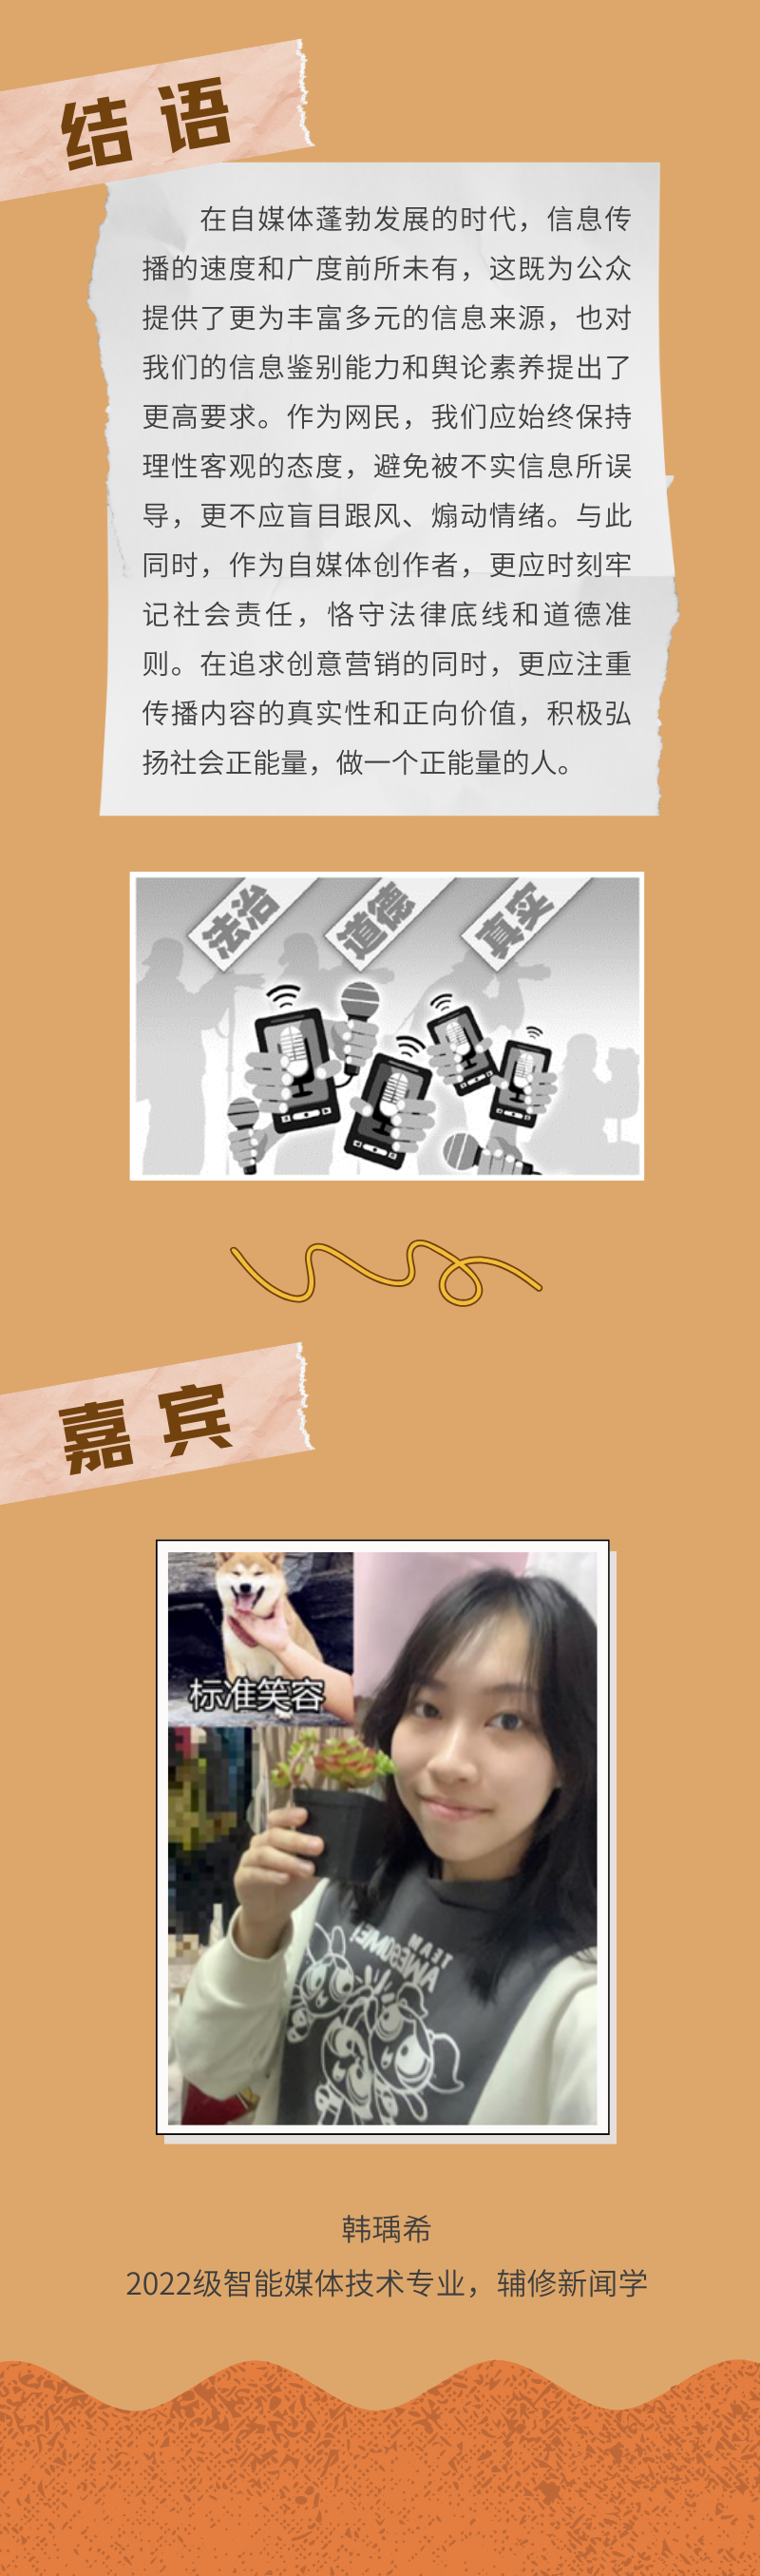 结语
在自媒体蓬勃发展的时代，信息传
播的速度和广度前所未有，这既为公众
提供了更为丰富多元的信息来源，也对
我们的信息鉴别能力和舆论素养提出了
更高要求。作为网民，我们应始终保持
理性客观的态度，避免被不实信息所误
导，更不应盲目跟风、煽动情绪。与此
同时，作为自媒体创作者，更应时刻牢
记社会责任，恪守法律底线和道德准
则。在追求创意营销的同时，更应注重
传播内容的真实性和正向价值，积极弘
扬社会正能量，做一个正能量的人。
法治
道德
真实
嘉宾
标准笑容
TEAM
AWESOME!
韩瑀希
2022级智能媒体技术专业，辅修新闻学